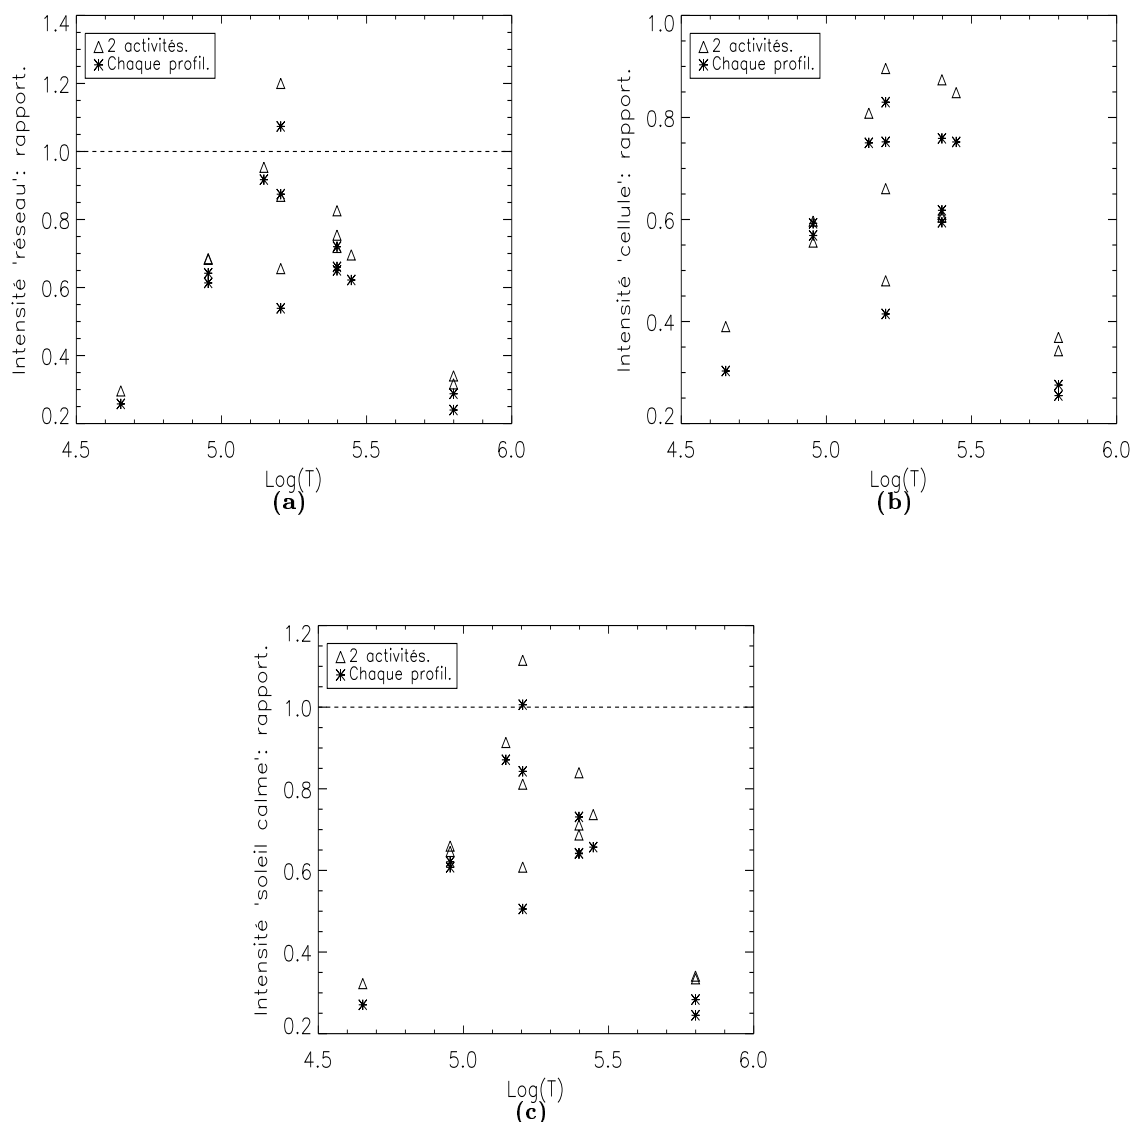 1.4
1.2
1.0
0.8
0.6
0.4
0.2
Intensité 'réseau': rapport.
2 activités.
Chaque profil.
4.5 5.0 5.5 6.0
Log(T)
(a)
1.0
0.8
0.6
0.4
0.2
Intensité 'cellule': rapport.
2 activités.
Chaque profil.
4.5 5.0 5.5 6.0
Log(T)
(b)
1.2
1.0
0.8
0.6
0.4
0.2
Intensité 'soleil calme': rapport.
2 activités.
Chaque profil.
4.5 5.0 5.5 6.0
Log(T)
(c)